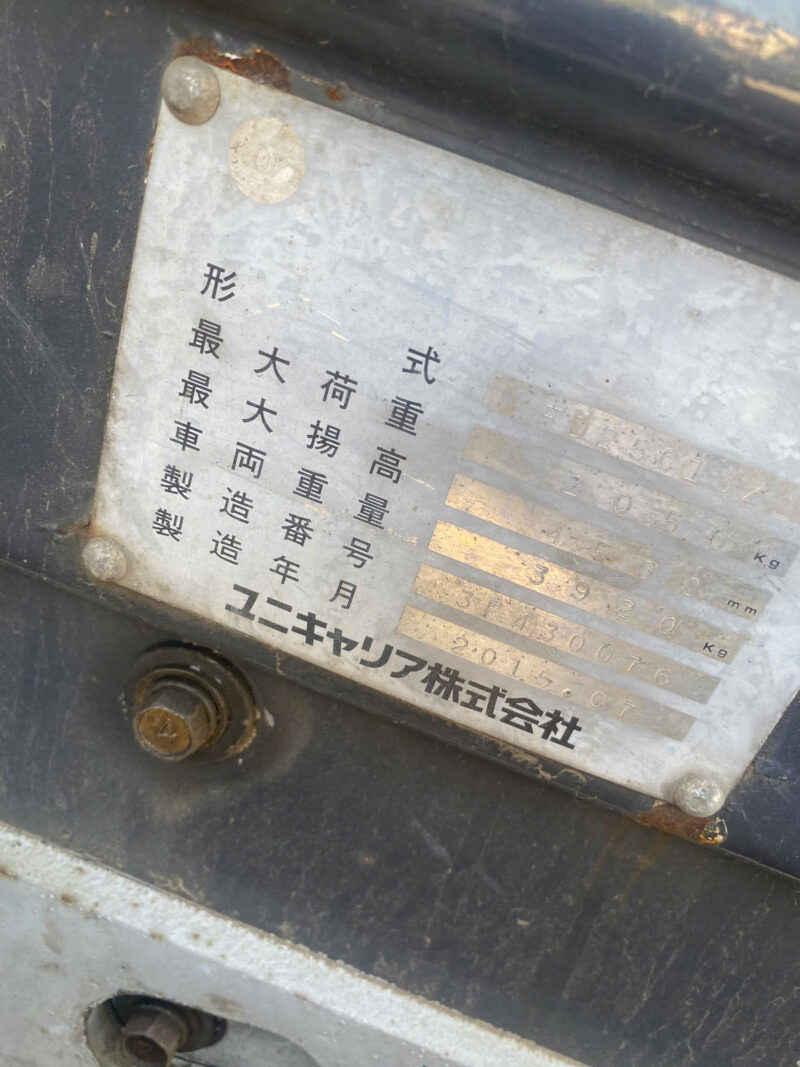 形式 FD25C13Z
最大荷重 2050 Kg
最大揚高 4500 mm
車両重量 3920 Kg
製造番号 3F430076
製造年月 2015.07
ユニキャリア株式会社